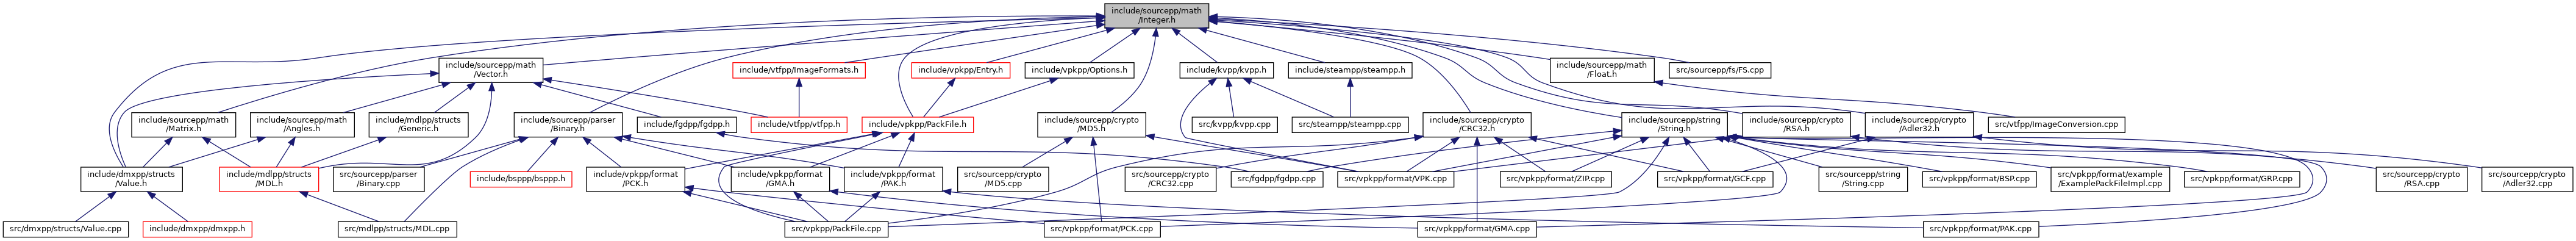 include/sourcepp/math
/Integer.h
include/sourcepp/math
/Vector.h
include/vtfpp/ImageFormats.h
include/vpkpp/Entry.h
include/vpkpp/Options.h
include/kvpp/kvpp.h
include/steampp/steampp.h
include/sourcepp/math
/Float.h
src/sourcepp/fs/FS.cpp
include/sourcepp/math
/Matrix.h
include/sourcepp/math
/Angles.h
include/mdlpp/structs
/Generic.h
include/sourcepp/parser
/Binary.h
include/fgdpp/fgdpp.h
include/vtfpp/vtfpp.h
include/vpkpp/PackFile.h
include/sourcepp/crypto
/MD5.h
src/kvpp/kvpp.cpp
src/steampp/steampp.cpp
include/sourcepp/crypto
/CRC32.h
include/sourcepp/string
/String.h
include/sourcepp/crypto
/RSA.h
include/sourcepp/crypto
/Adler32.h
src/vtfpp/ImageConversion.cpp
include/dmxpp/structs
/Value.h
include/mdlpp/structs
/MDL.h
src/sourcepp/parser
/Binary.cpp
include/bsppp/bsppp.h
include/vpkpp/format
/PCK.h
include/vpkpp/format
/GMA.h
include/vpkpp/format
/PAK.h
src/sourcepp/crypto
/MD5.cpp
src/sourcepp/crypto
/CRC32.cpp
src/fgdpp/fgdpp.cpp
src/vpkpp/format/VPK.cpp
src/vpkpp/format/ZIP.cpp
src/vpkpp/format/GCF.cpp
src/sourcepp/string
/String.cpp
src/vpkpp/format/BSP.cpp
src/vpkpp/format/example
/ExamplePackFileImpl.cpp
src/vpkpp/format/GRP.cpp
src/sourcepp/crypto
/RSA.cpp
src/sourcepp/crypto
/Adler32.cpp
src/dmxpp/structs/Value.cpp
include/dmxpp/dmxpp.h
src/mdlpp/structs/MDL.cpp
src/vpkpp/PackFile.cpp
src/vpkpp/format/PCK.cpp
src/vpkpp/format/GMA.cpp
src/vpkpp/format/PAK.cpp